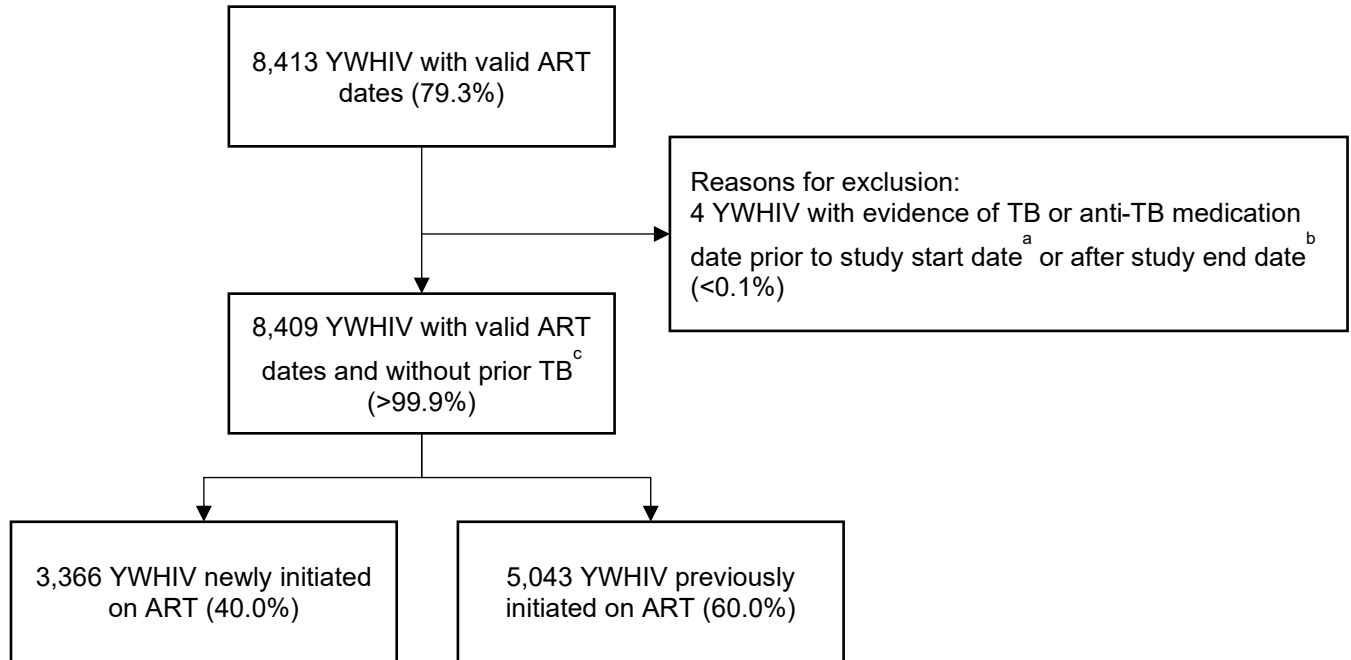 8,413 YWHIV with valid ART
dates (79.3%)
Reasons for exclusion:
4 YWHIV with evidence of TB or anti-TB medication
date prior to study start dateᵃ or after study end dateᵇ
(<0.1%)
8,409 YWHIV with valid ART
dates and without prior TBᶜ
(>99.9%)
3,366 YWHIV newly initiated
on ART (40.0%)
5,043 YWHIV previously
initiated on ART (60.0%)